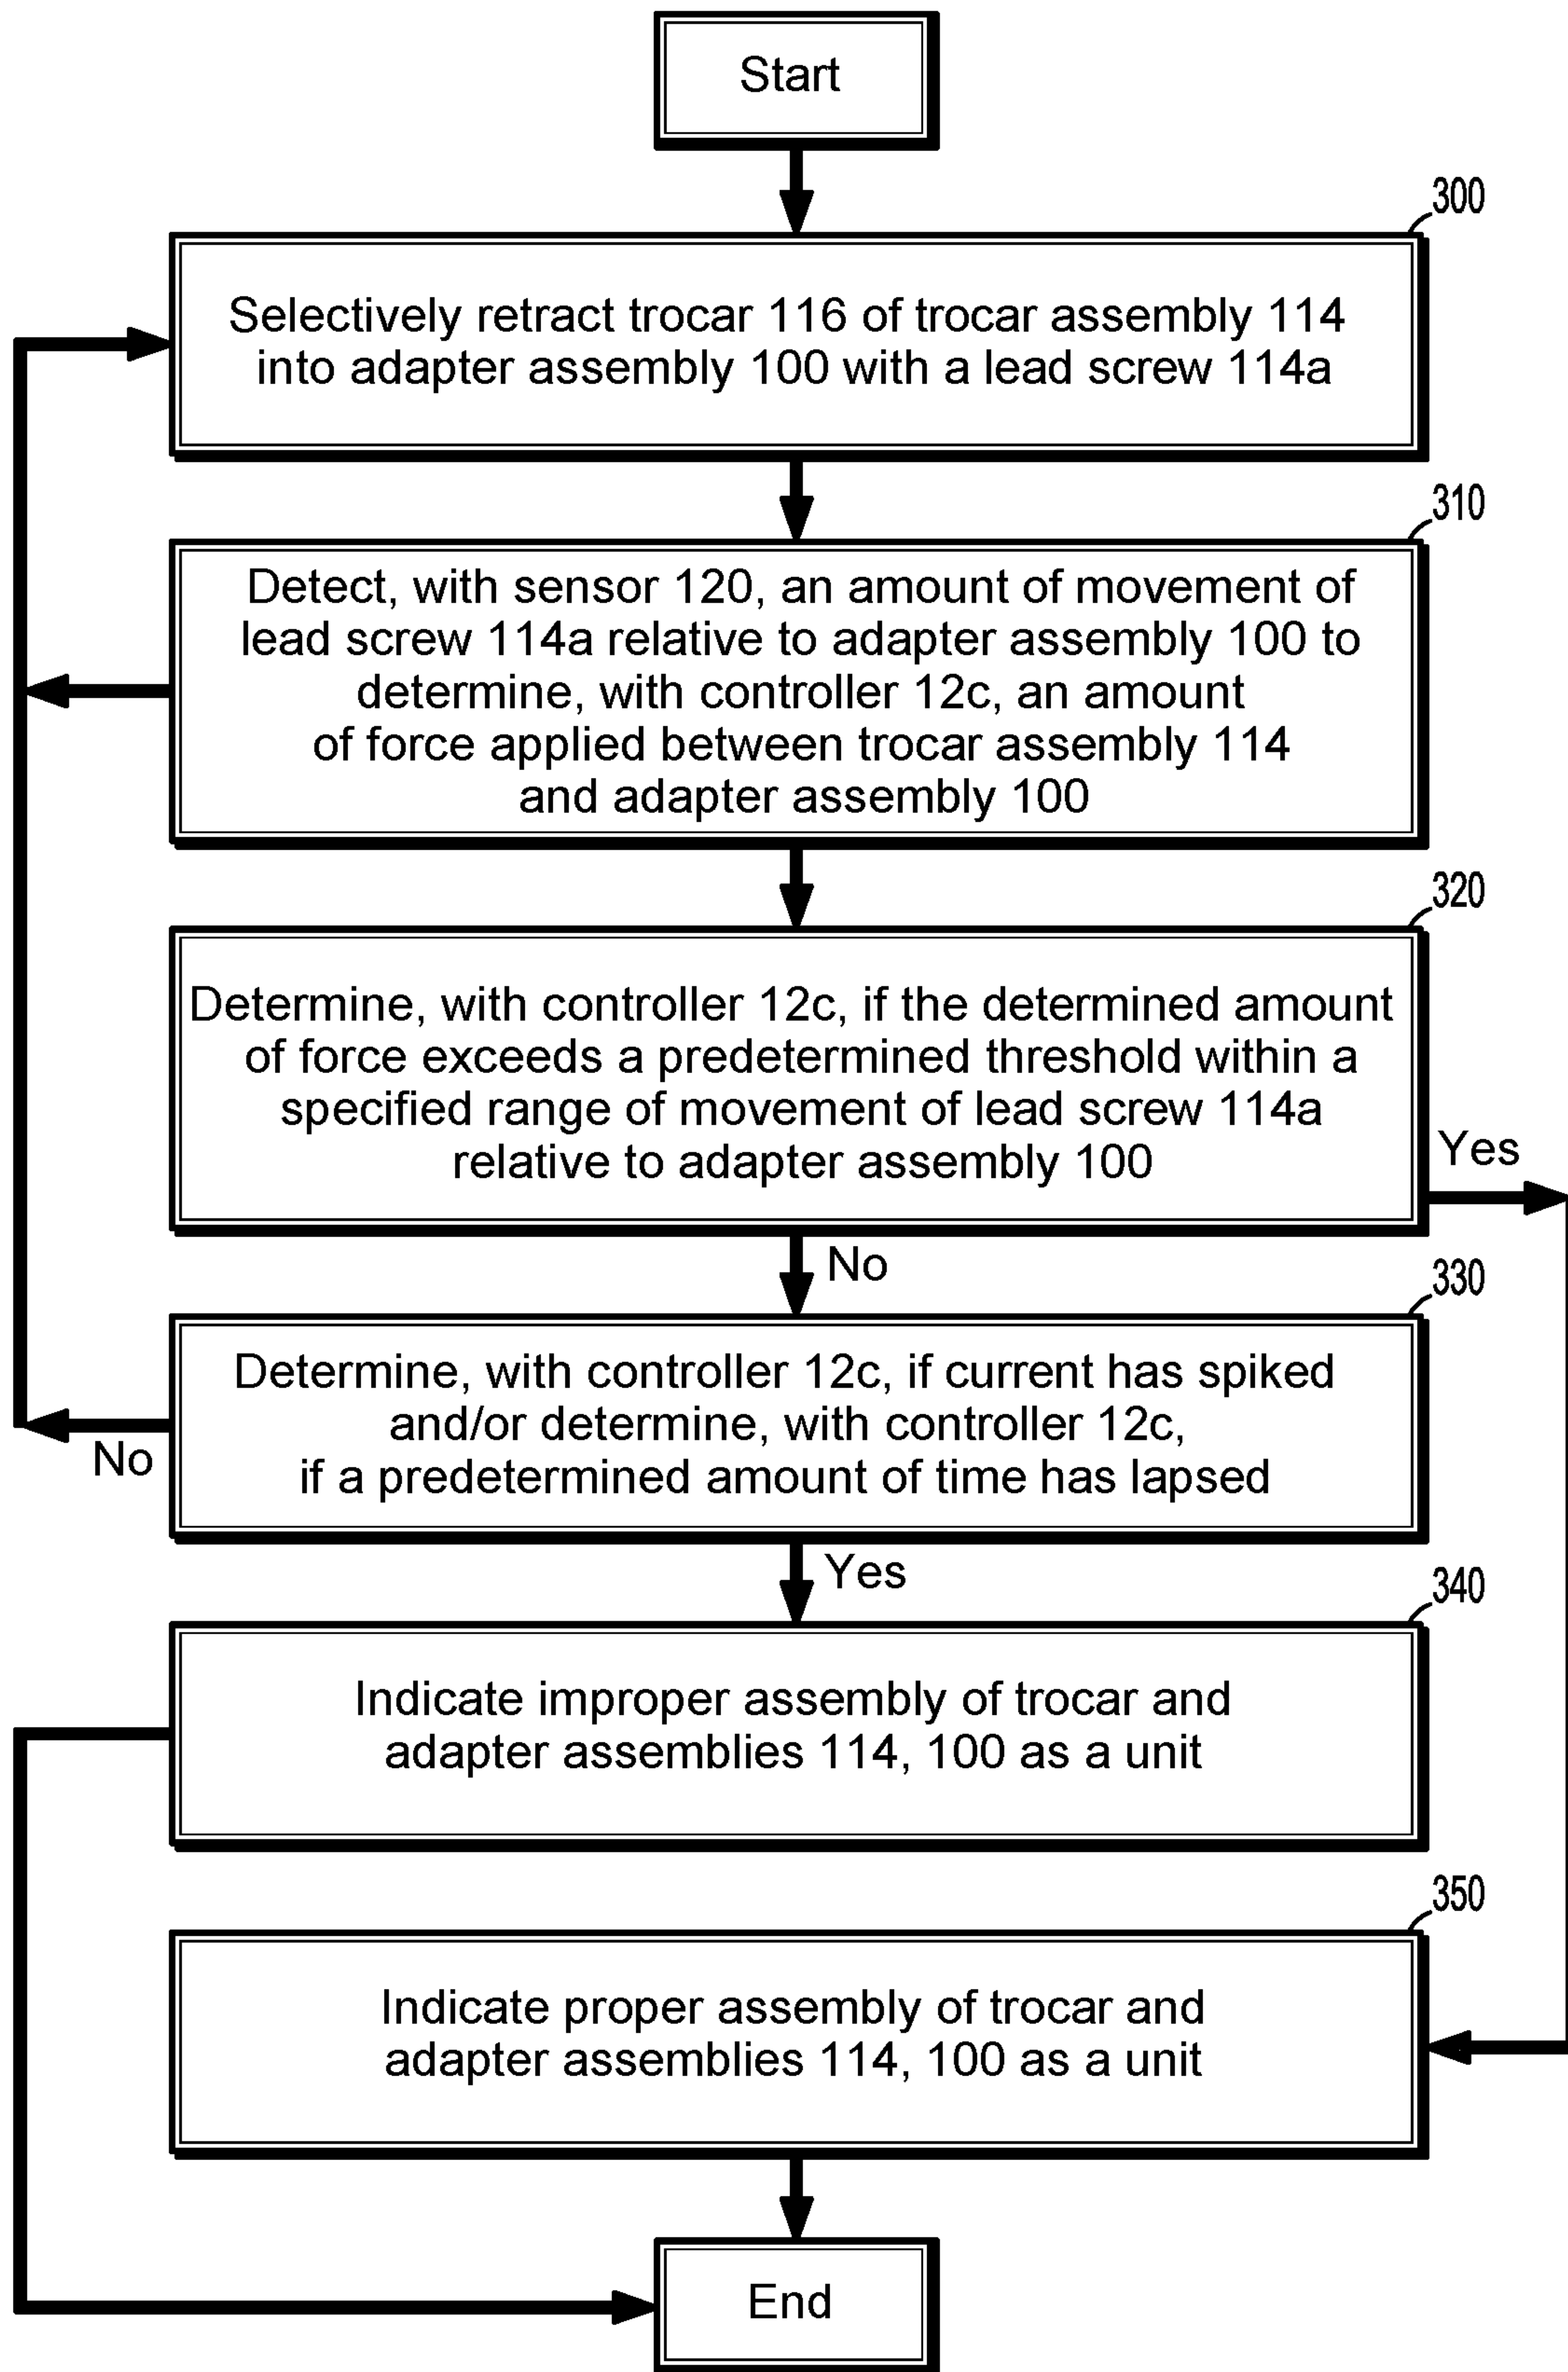 Start
300
Selectively retract trocar 116 of trocar assembly 114
into adapter assembly 100 with a lead screw 114a
310
Detect, with sensor 120, an amount of movement of
lead screw 114a relative to adapter assembly 100 to
determine, with controller 12c, an amount
of force applied between trocar assembly 114
and adapter assembly 100
320
Determine, with controller 12c, if the determined amount
of force exceeds a predetermined threshold within a
specified range of movement of lead screw 114a
relative to adapter assembly 100
Yes
No
330
Determine, with controller 12c, if current has spiked
and/or determine, with controller 12c,
if a predetermined amount of time has lapsed
No
Yes
340
Indicate improper assembly of trocar and
adapter assemblies 114, 100 as a unit
350
Indicate proper assembly of trocar and
adapter assemblies 114, 100 as a unit
End